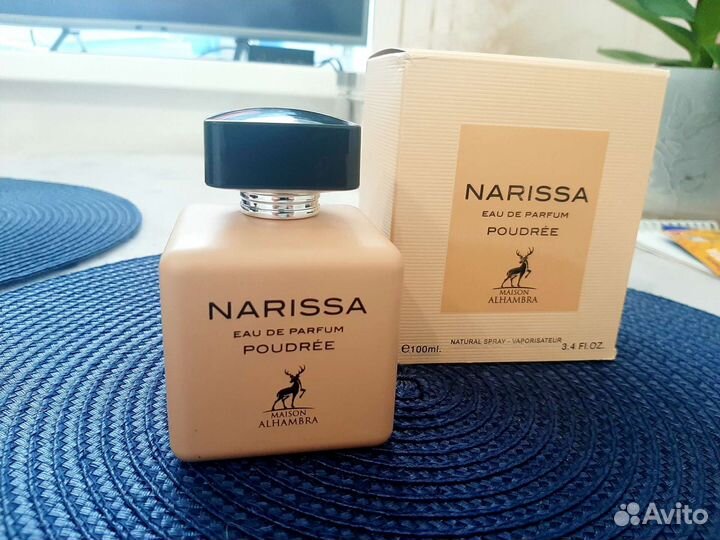 NARISSA
EAU DE PARFUM
POUDRÉE
MAISON
ALHAMBRA
NARISSA
EAU DE PARFUM
POUDRÉE
MAISON
ALHAMBRA
℮100ml.
NATURAL SPRAY - VAPORISATEUR
3.4 Fl.OZ.
Avito